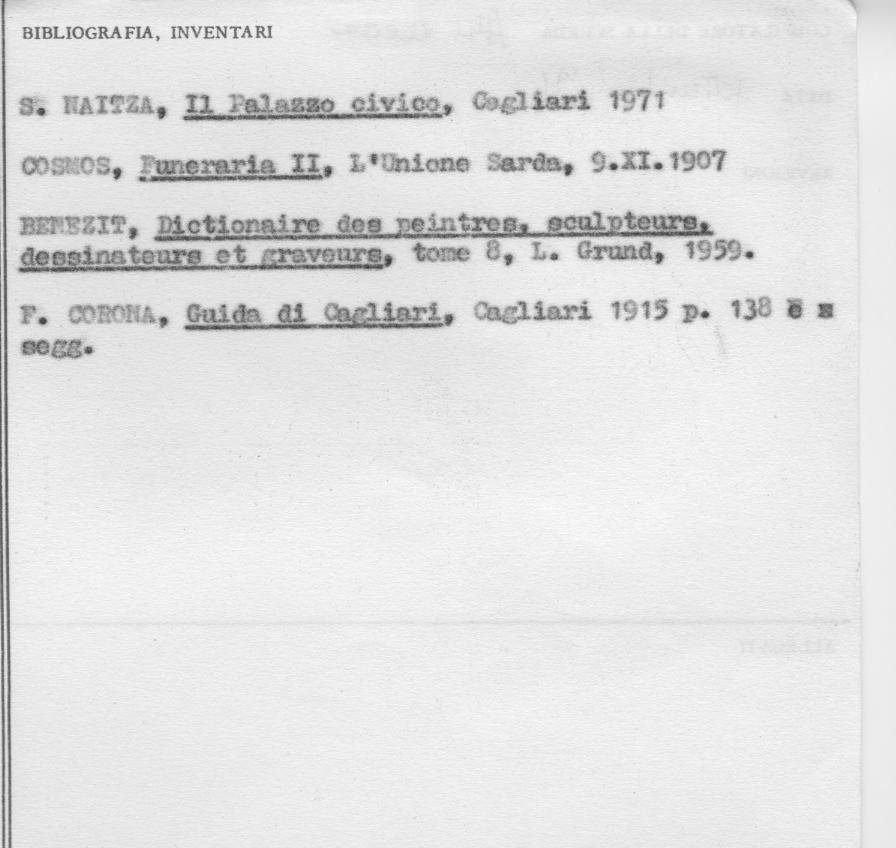 BIBLIOGRAFIA, INVENTARI
S. NAITZA, Il Palazzo civico, Cagliari 1971
COSMOS, Funeraria II, L'Unione Sarda, 9.XI.1907
BENEZIT, Dictionaire des peintres, sculpteurs,
dessinateurs et graveurs, tome 8, L. Grund, 1959.
F. CORONA, Guida di Cagliari, Cagliari 1915 p. 138 e s
segg.